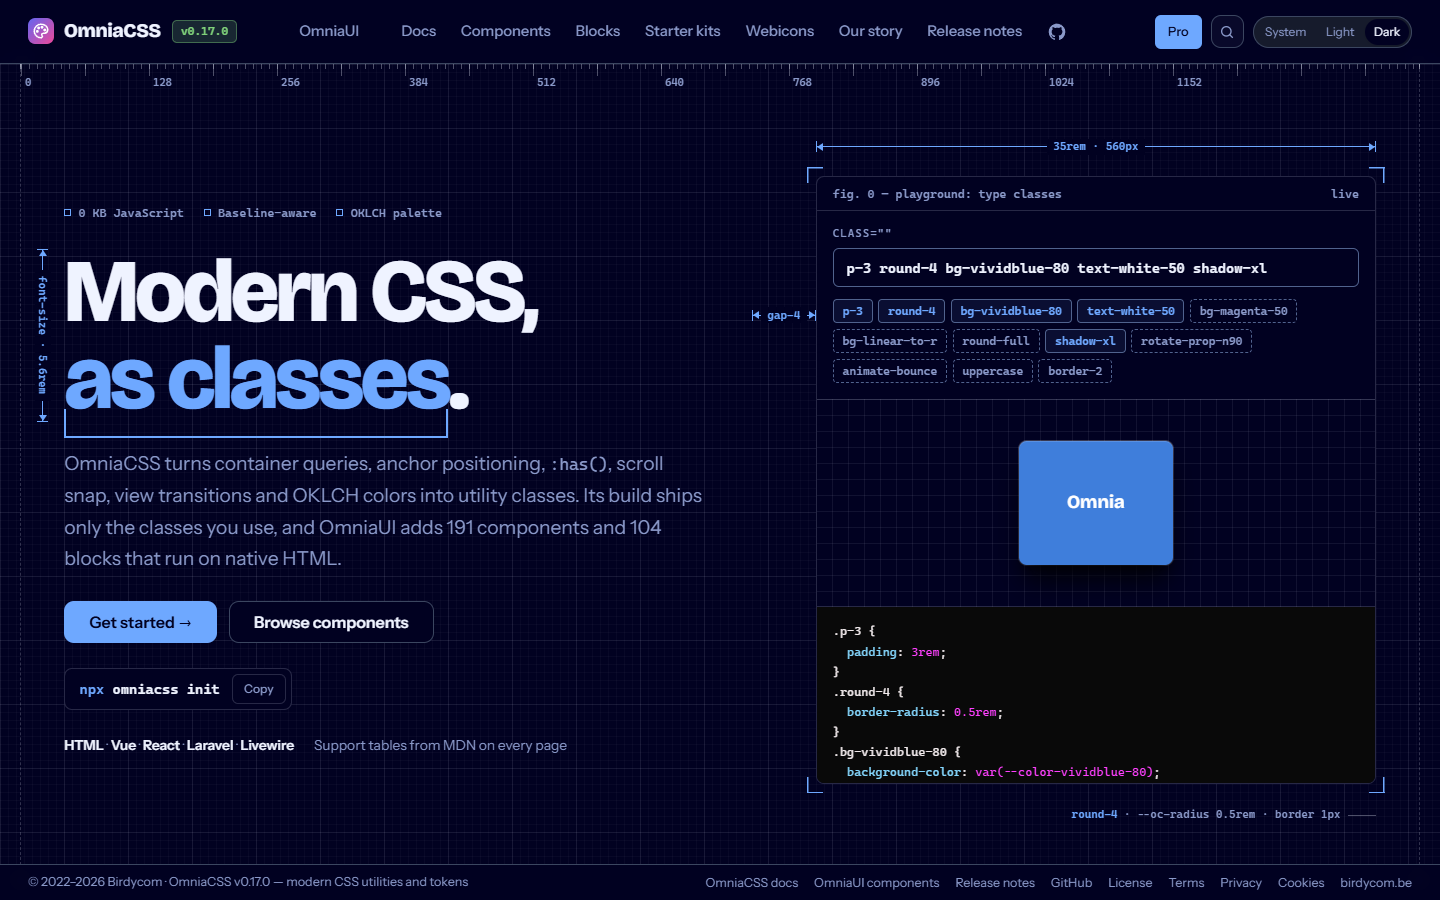 OmniaCSS v0.17.0 OmniaUI Docs Components Blocks Starter kits Webicons Our story Release notes Pro System Light Dark
0 128 256 384 512 640 768 896 1024 1152
0 KB JavaScript Baseline-aware OKLCH palette
font-size · 5.6rem
Modern CSS,
as classes.
OmniaCSS turns container queries, anchor positioning, :has(), scroll
snap, view transitions and OKLCH colors into utility classes. Its build ships
only the classes you use, and OmniaUI adds 191 components and 104
blocks that run on native HTML.
Get started → Browse components
npx omniacss init Copy
HTML · Vue · React · Laravel · Livewire Support tables from MDN on every page
35rem · 560px
gap-4
fig. 0 — playground: type classes live
CLASS=""
p-3 round-4 bg-vividblue-80 text-white-50 shadow-xl
p-3 round-4 bg-vividblue-80 text-white-50 bg-magenta-50
bg-linear-to-r round-full shadow-xl rotate-prop-n90
animate-bounce uppercase border-2
Omnia
.p-3 {
  padding: 3rem;
}
.round-4 {
  border-radius: 0.5rem;
}
.bg-vividblue-80 {
  background-color: var(--color-vividblue-80);
round-4 · --oc-radius 0.5rem · border 1px
© 2022–2026 Birdycom · OmniaCSS v0.17.0 — modern CSS utilities and tokens OmniaCSS docs OmniaUI components Release notes GitHub License Terms Privacy Cookies birdycom.be